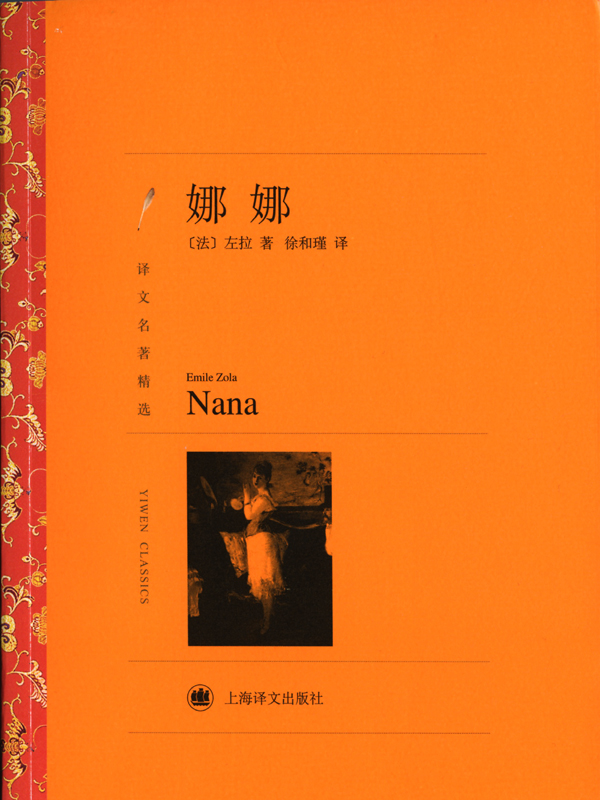 娜 娜
〔法〕左拉 著 徐和瑾 译
译文名著精选
Emile Zola
Nana
YIWEN CLASSICS
上海译文出版社